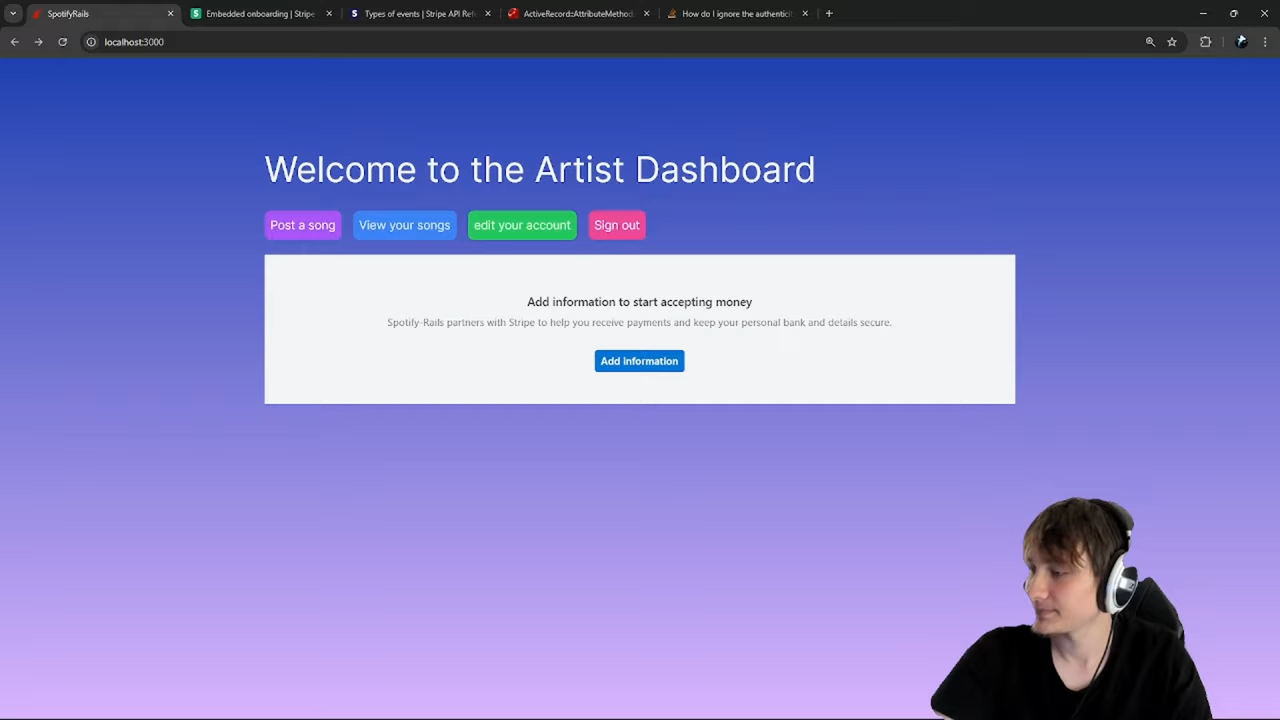 SpotifyRails
Embedded onboarding | Stripe
Types of events | Stripe API Ref
ActiveRecord::AttributeMethod
How do I ignore the authenticit
localhost:3000
Welcome to the Artist Dashboard
Post a song
View your songs
edit your account
Sign out
Add information to start accepting money
Spotify-Rails partners with Stripe to help you receive payments and keep your personal bank and details secure.
Add information